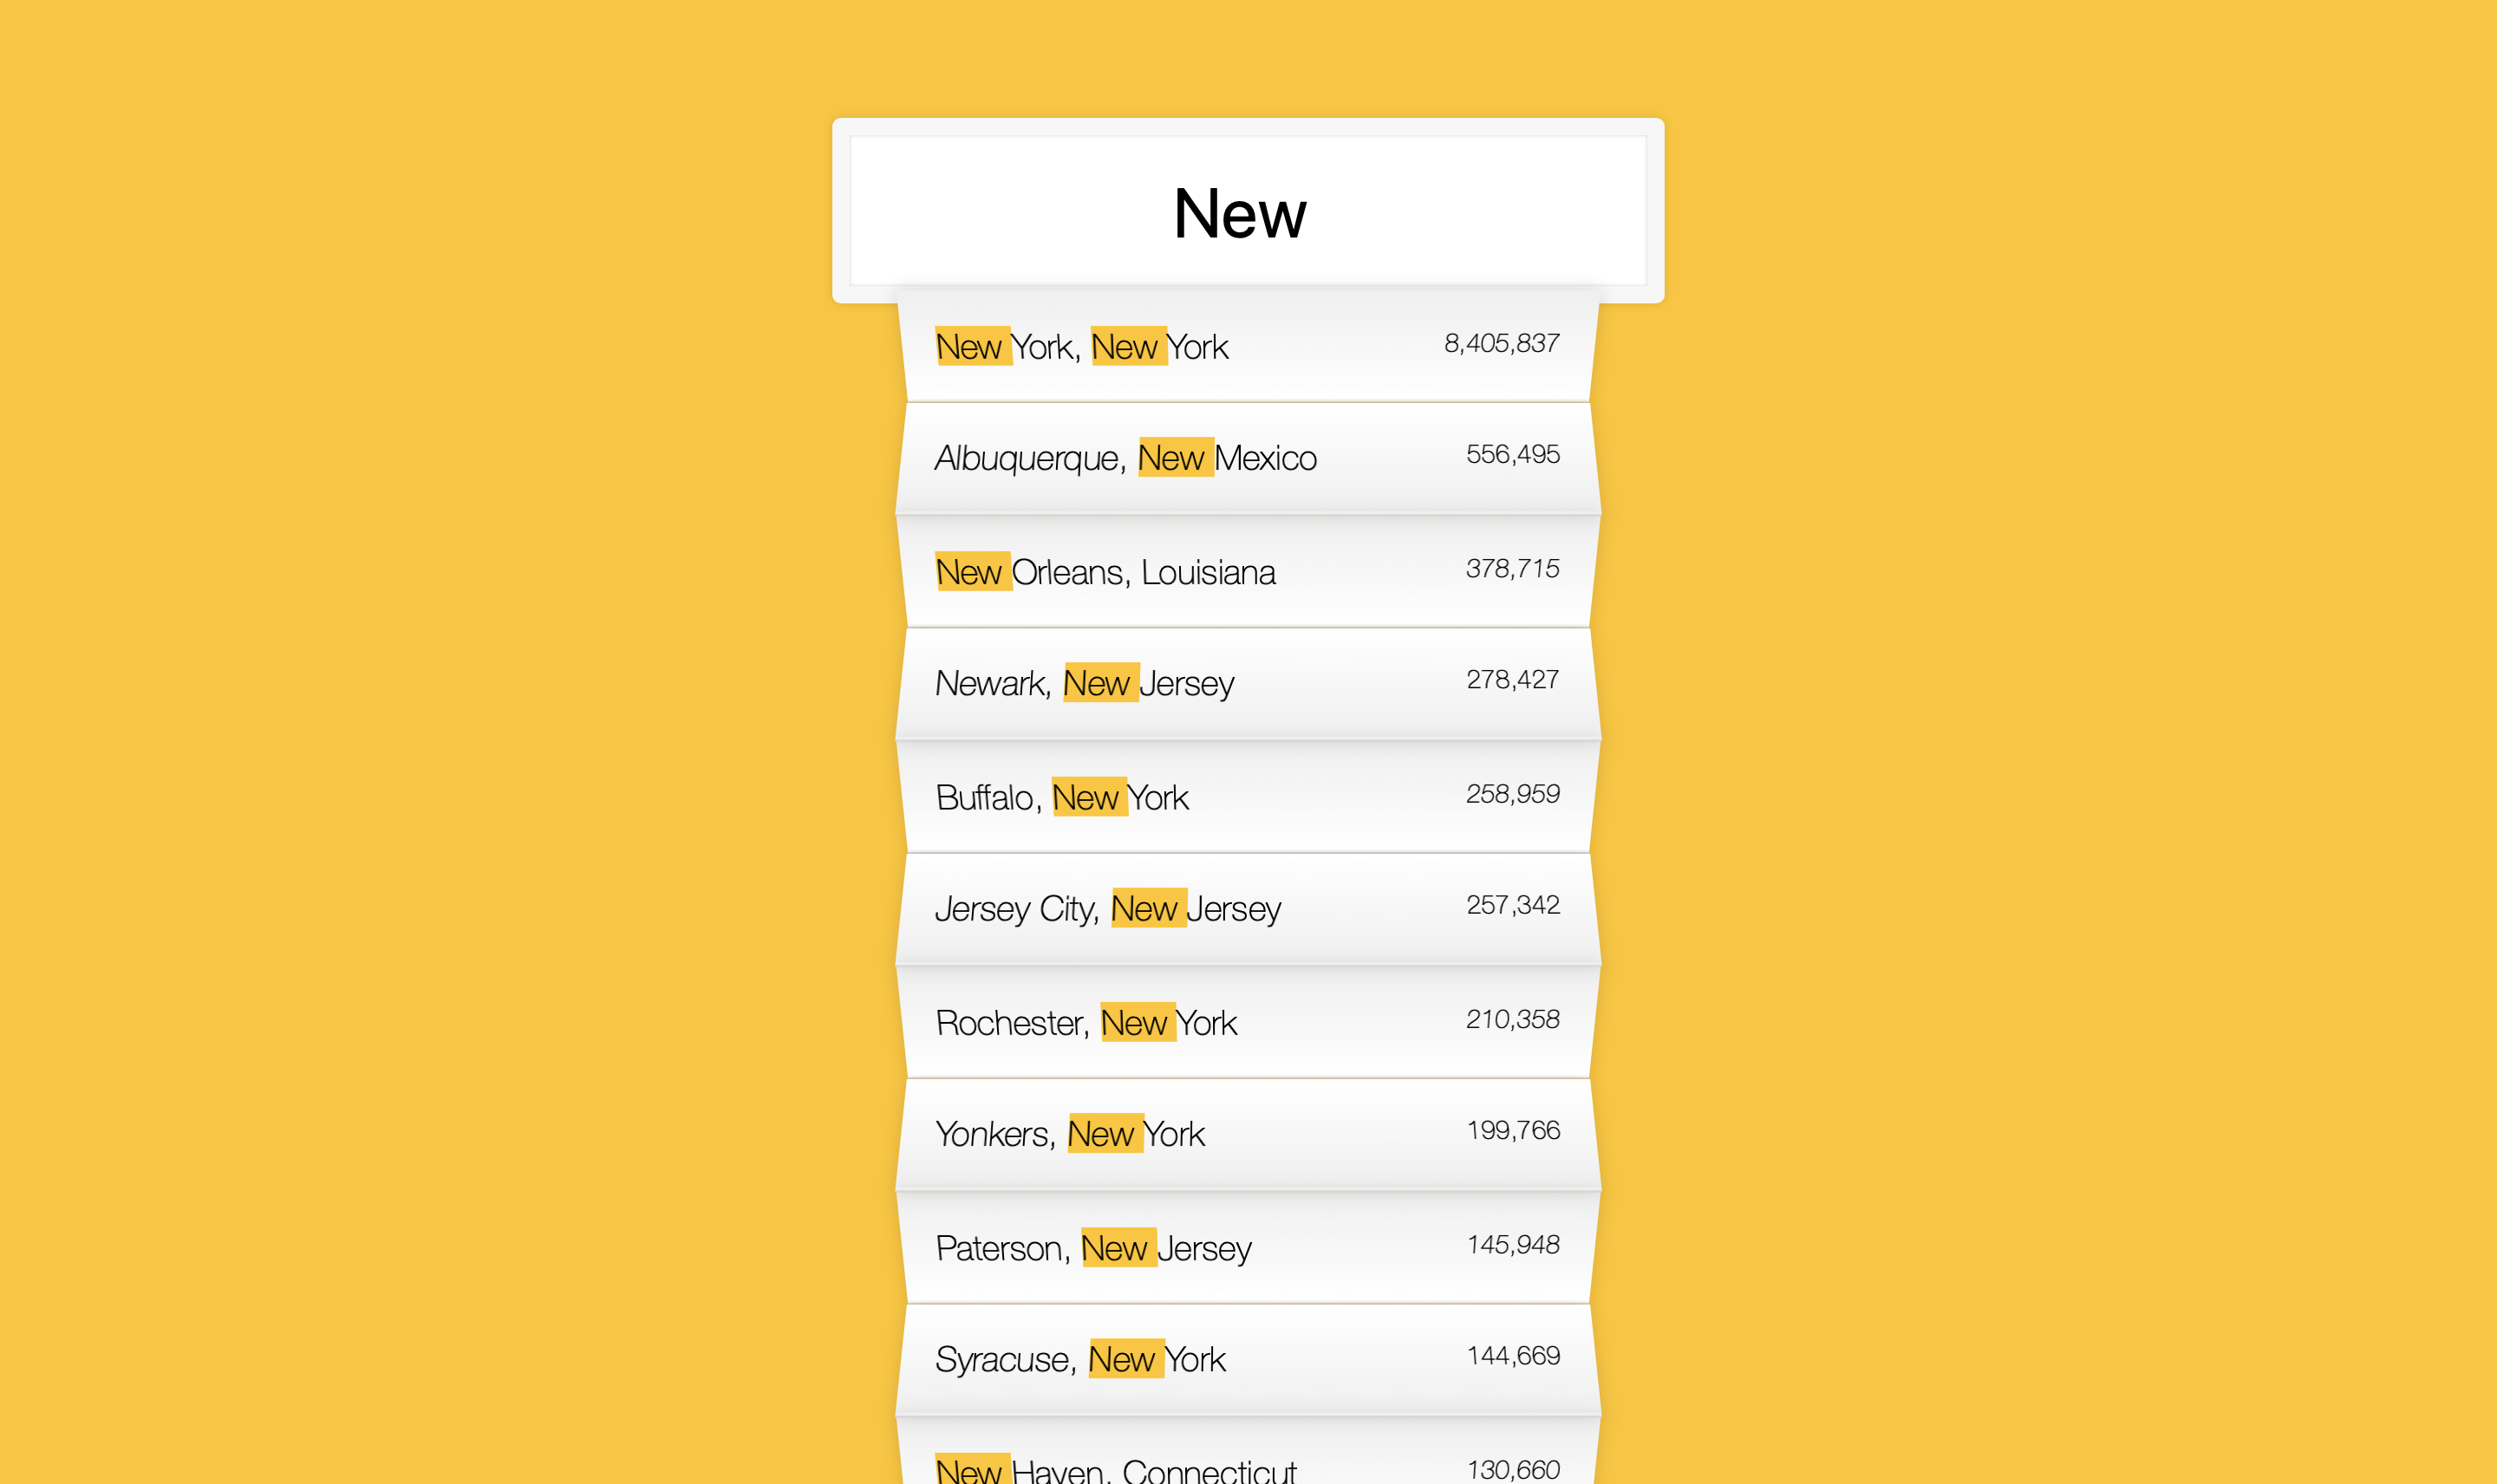 New
New York, New York 8,405,837
Albuquerque, New Mexico 556,495
New Orleans, Louisiana 378,715
Newark, New Jersey 278,427
Buffalo, New York 258,959
Jersey City, New Jersey 257,342
Rochester, New York 210,358
Yonkers, New York 199,766
Paterson, New Jersey 145,948
Syracuse, New York 144,669
New Haven, Connecticut 130,660